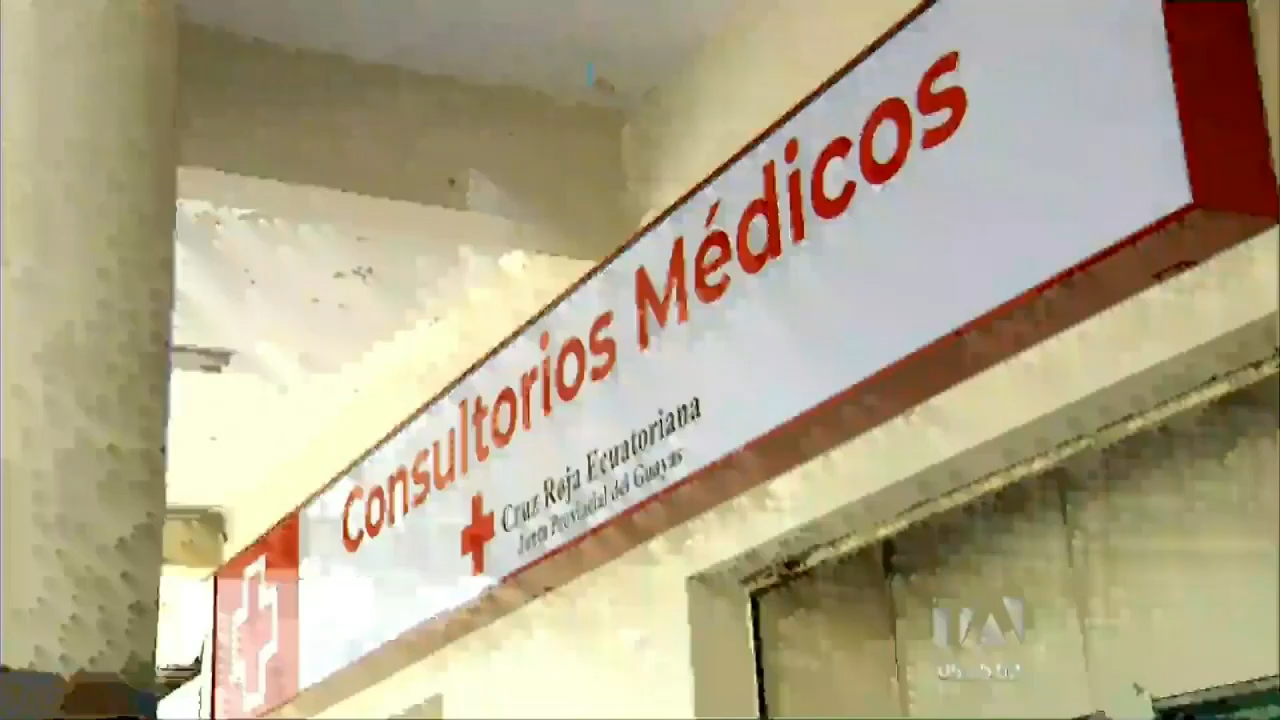 Consultorios Médicos
Cruz Roja Ecuatoriana
Junta Provincial del Guayas